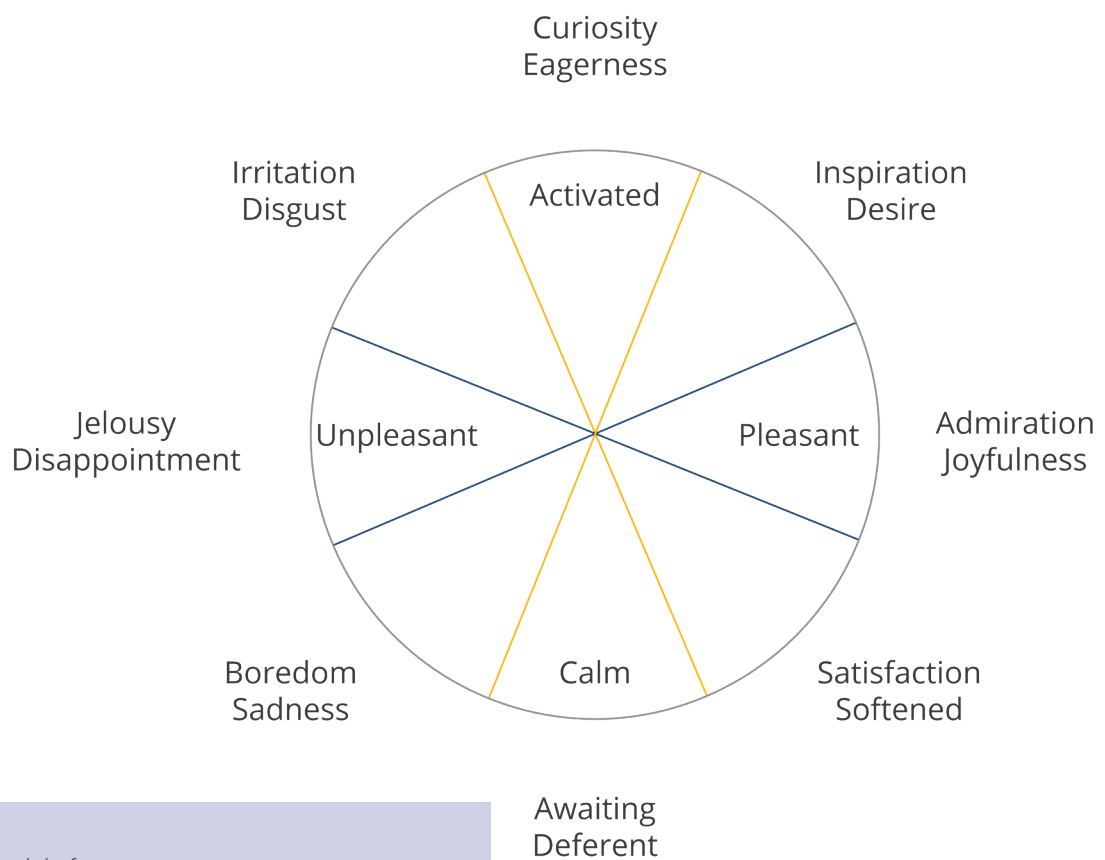 Curiosity
Eagerness
Irritation
Disgust
Activated
Inspiration
Desire
Jelousy
Disappointment
Unpleasant
Pleasant
Admiration
Joyfulness
Boredom
Sadness
Calm
Satisfaction
Softened
Awaiting
Deferent